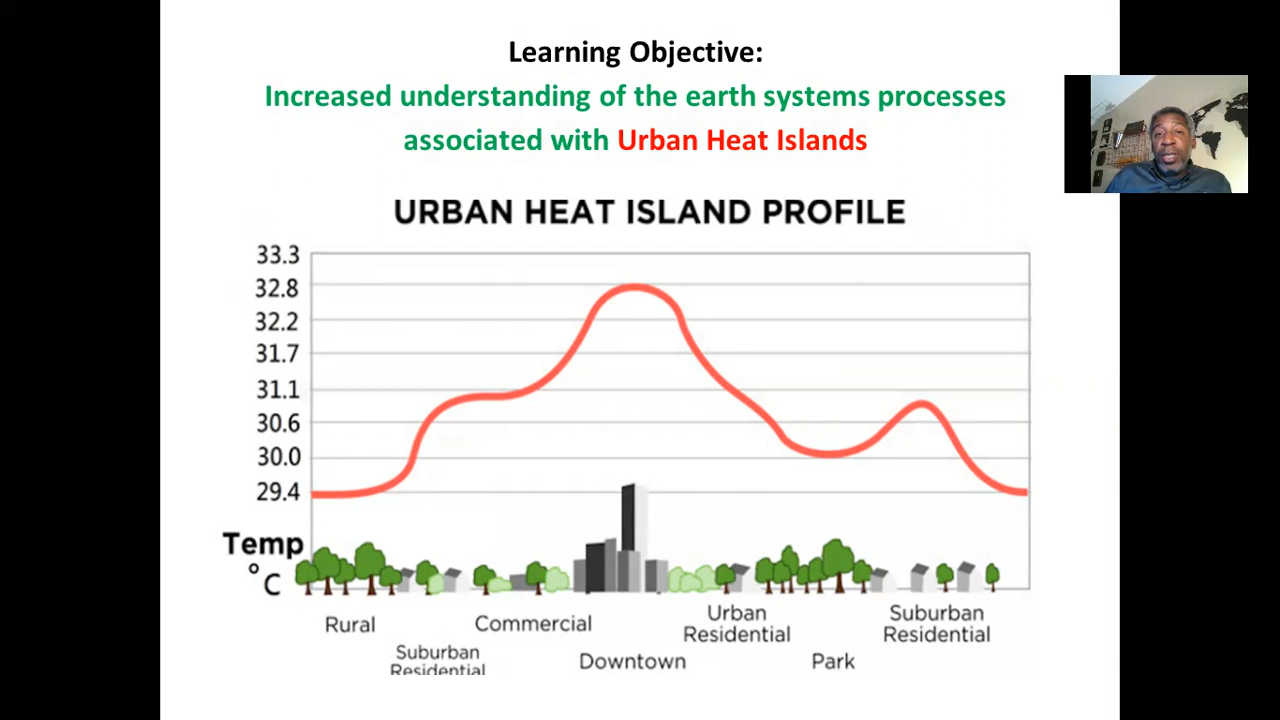 Learning Objective:
Increased understanding of the earth systems processes
associated with Urban Heat Islands
URBAN HEAT ISLAND PROFILE
33.3
32.8
32.2
31.7
31.1
30.6
30.0
29.4
Temp
°C
Rural
Suburban
Residential
Commercial
Downtown
Urban
Residential
Park
Suburban
Residential